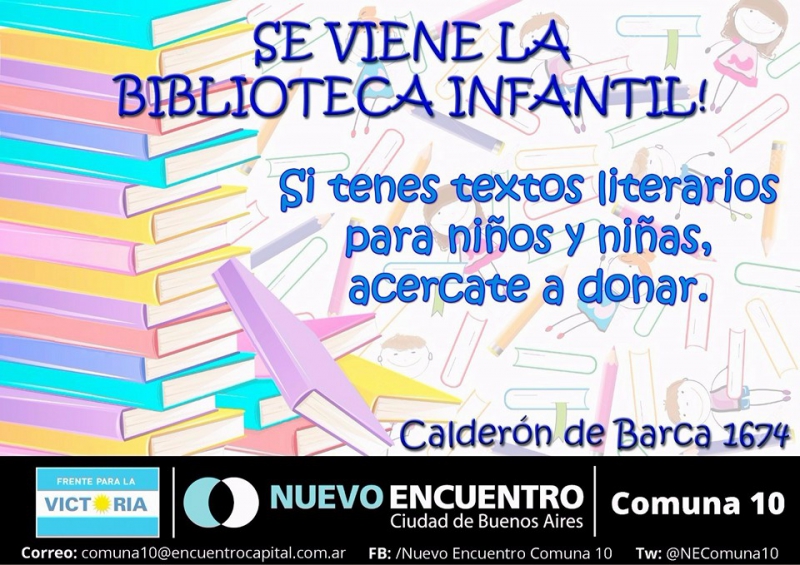 SE VIENE LA
BIBLIOTECA INFANTIL!
Si tenes textos literarios
para niños y niñas,
acercate a donar.
Calderón de Barca 1674
FRENTE PARA LA
VICTORIA
NUEVO ENCUENTRO
Ciudad de Buenos Aires
Comuna 10
Correo: comuna10@encuentrocapital.com.ar FB: /Nuevo Encuentro Comuna 10 Tw: @NEComuna10